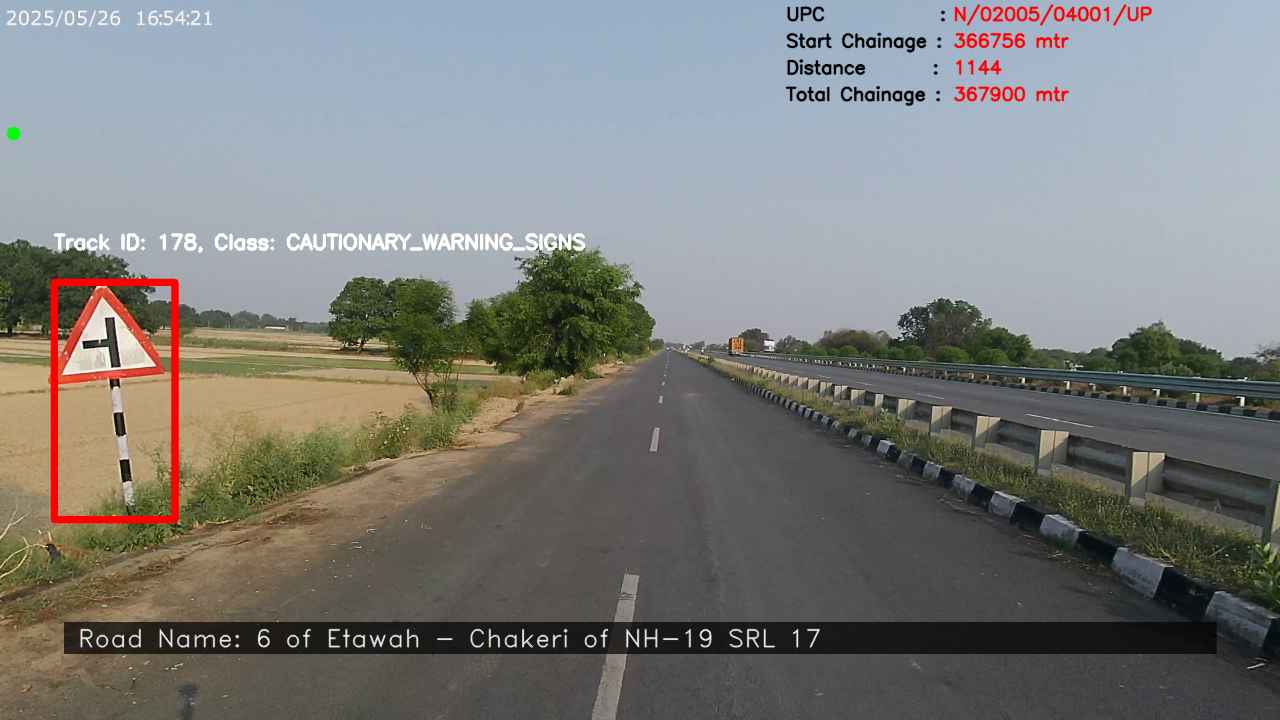 2025/05/26 16:54:21
UPC : N/02005/04001/UP
Start Chainage : 366756 mtr
Distance : 1144
Total Chainage : 367900 mtr
Track ID: 178, Class: CAUTIONARY_WARNING_SIGNS
Road Name: 6 of Etawah - Chakeri of NH-19 SRL 17